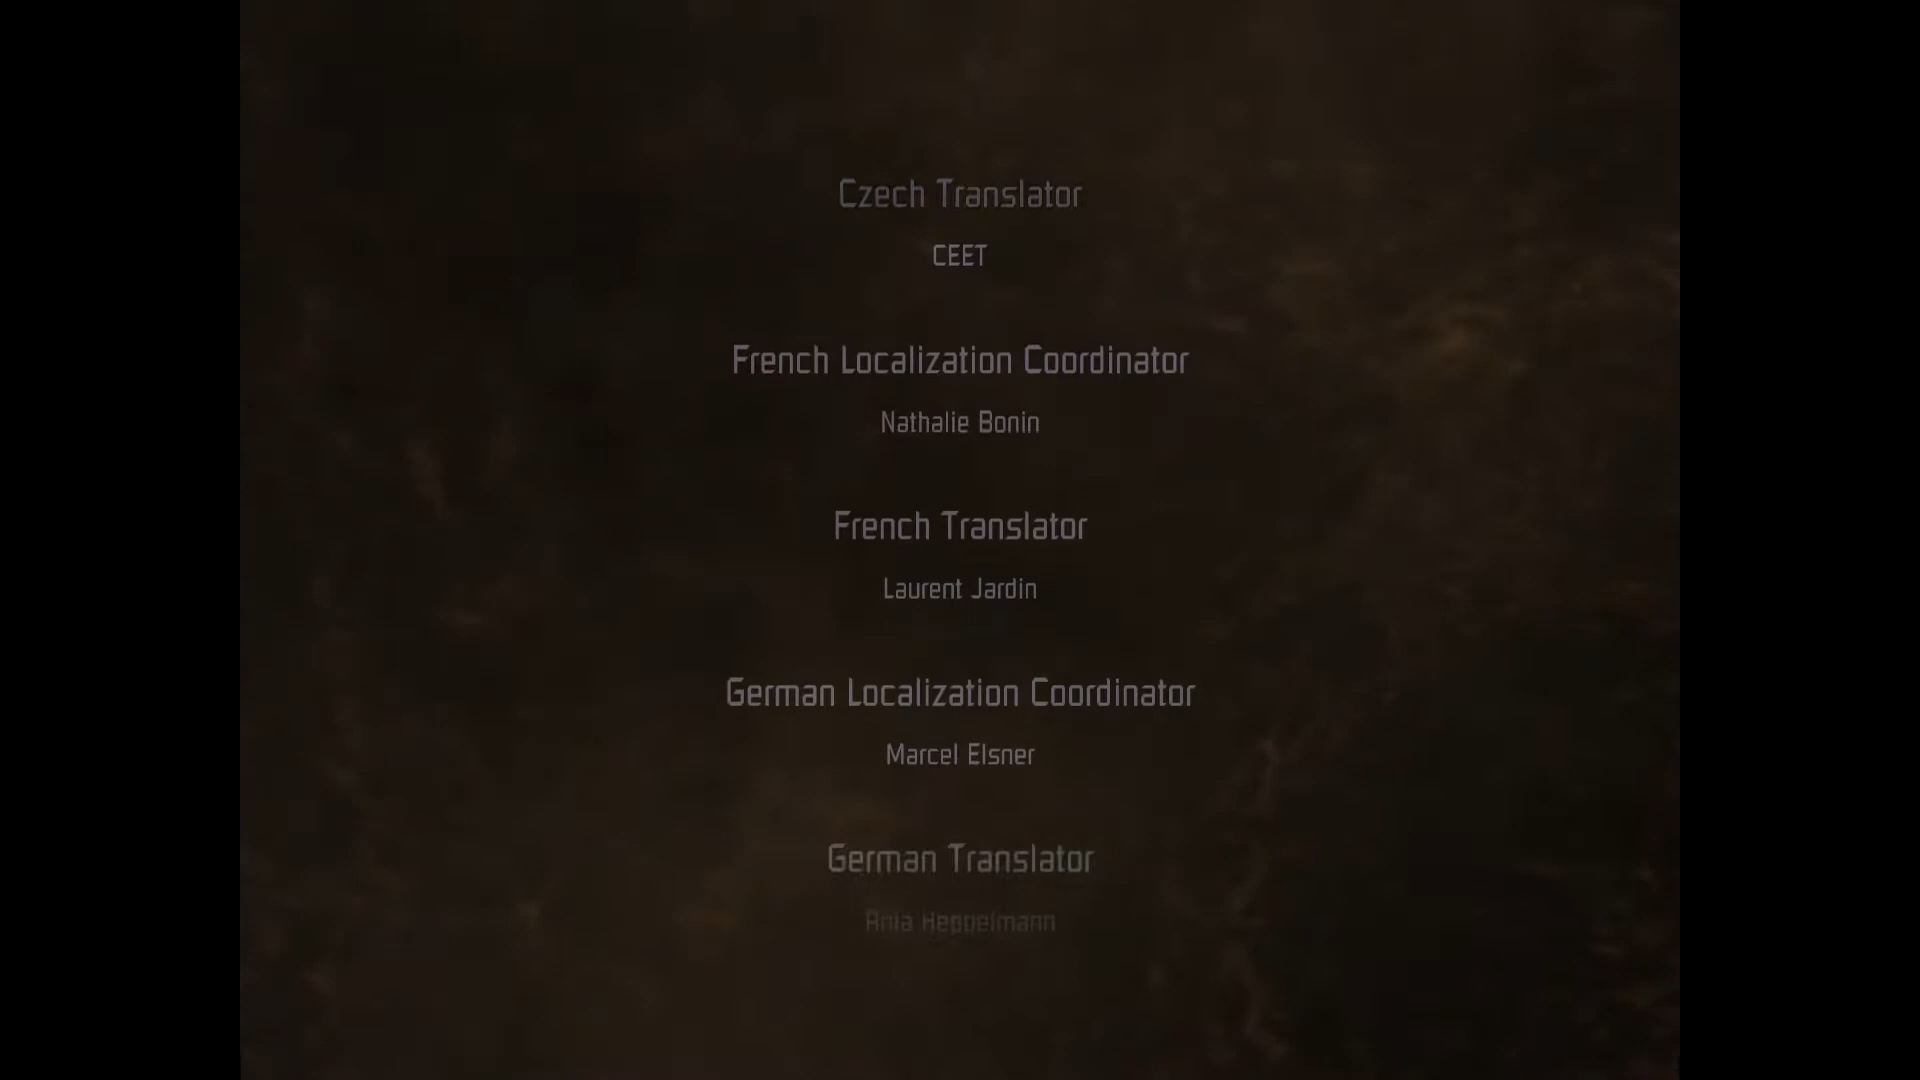 Czech Translator
CEET
French Localization Coordinator
Nathalie Bonin
French Translator
Laurent Jardin
German Localization Coordinator
Marcel Elsner
German Translator
Heppelmann